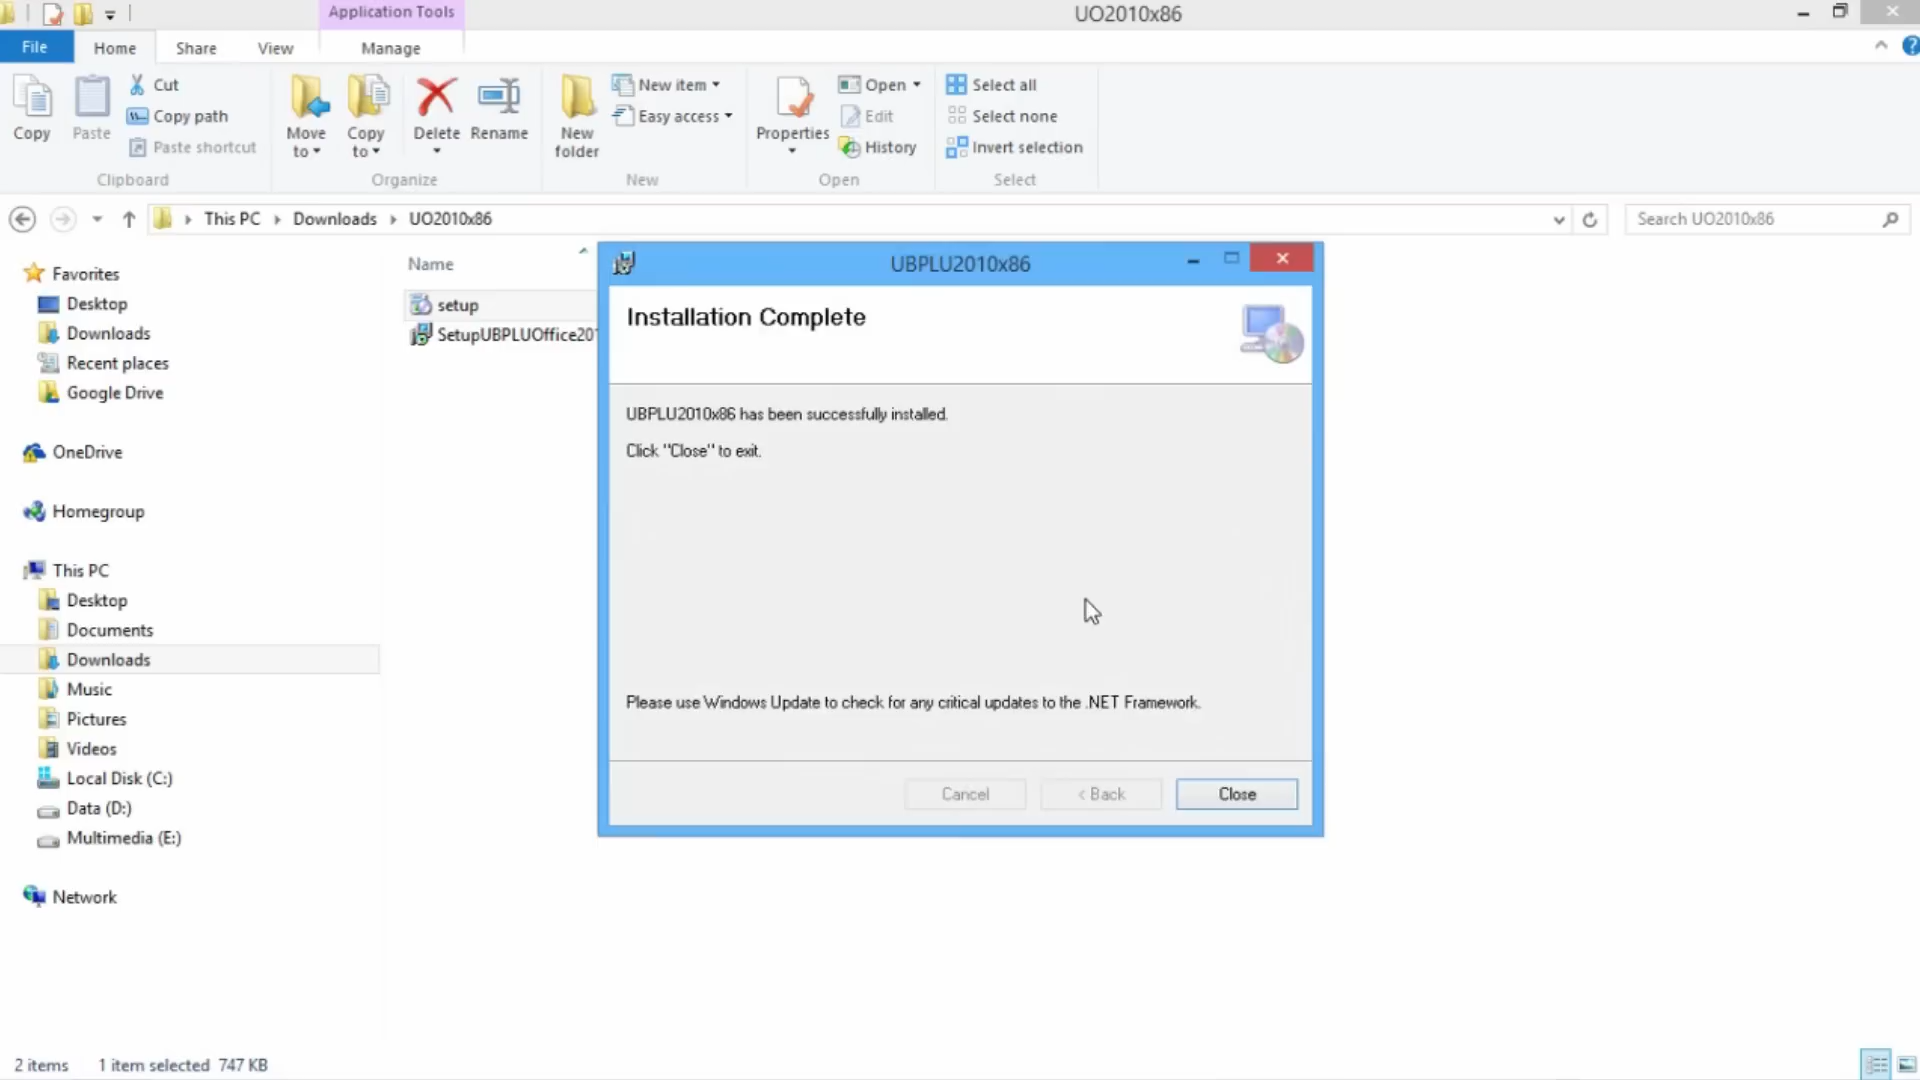 Application Tools
UO2010x86
File
Home
Share
View
Manage
Copy
Paste
Cut
Copy path
Paste shortcut
Clipboard
Move to
Copy to
Delete
Rename
Organize
New folder
New item
Easy access
New
Properties
Open
Edit
History
Open
Select all
Select none
Invert selection
Select
This PC
Downloads
UO2010x86
Search UO2010x86
Favorites
Desktop
Downloads
Recent places
Google Drive
OneDrive
Homegroup
This PC
Desktop
Documents
Downloads
Music
Pictures
Videos
Local Disk (C:)
Data (D:)
Multimedia (E:)
Network
Name
setup
SetupUBPLUOffice201
UBPLU2010x86
Installation Complete
UBPLU2010x86 has been successfully installed.
Click "Close" to exit.
Please use Windows Update to check for any critical updates to the .NET Framework.
Cancel
< Back
Close
2 items
1 item selected 747 KB